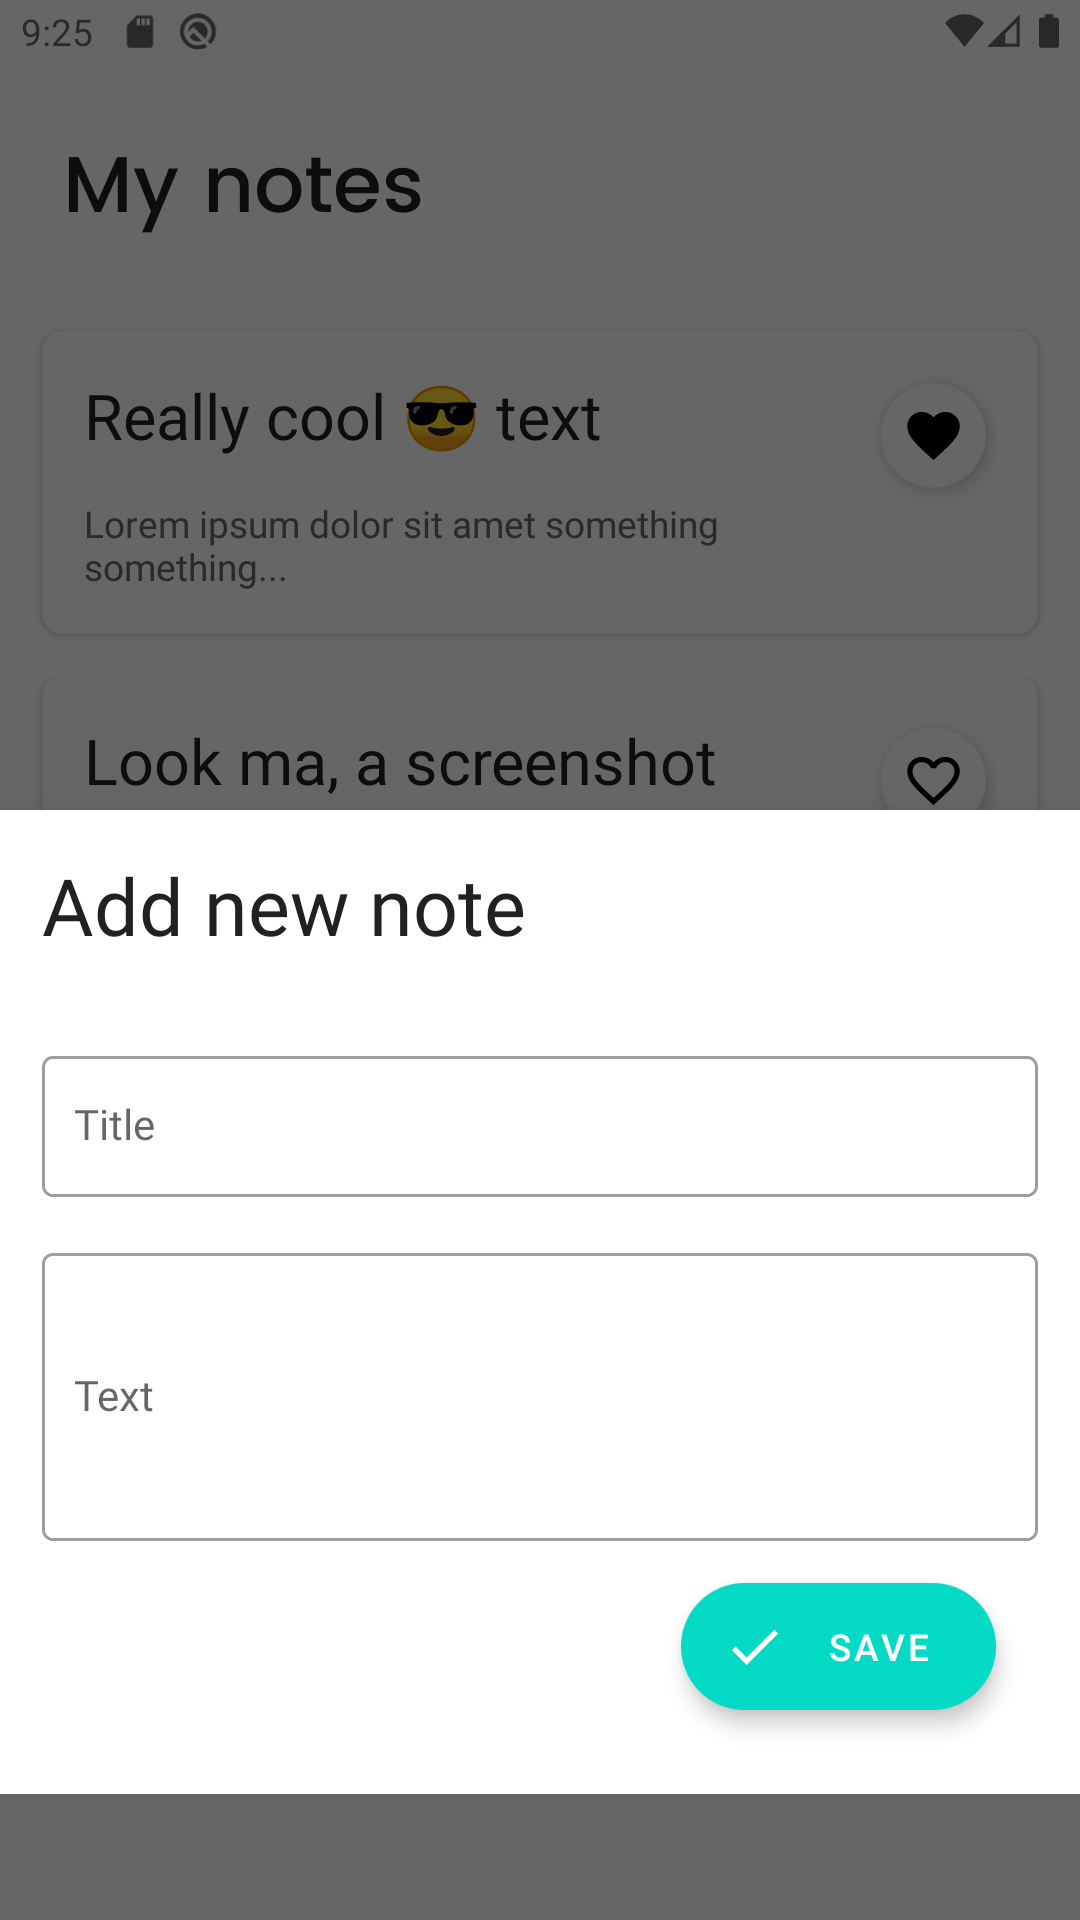 9:25
My notes
Really cool 😎 text
Lorem ipsum dolor sit amet something
something...
Look ma, a screenshot
Add new note
Title
Text
SAVE